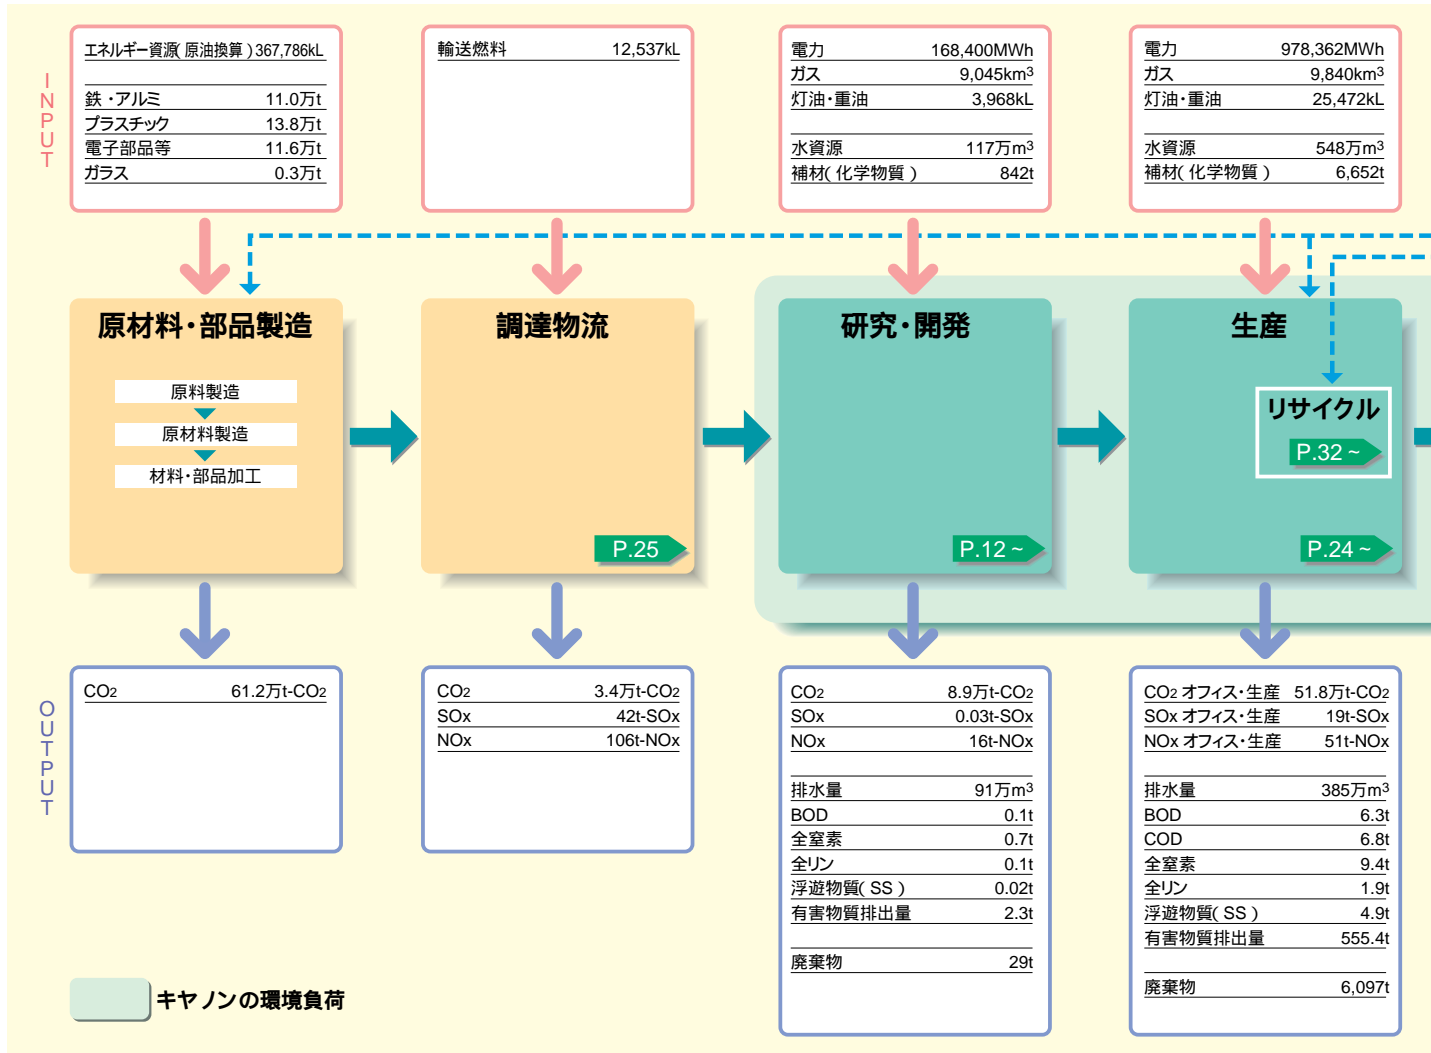 INPUT
エネルギー資源(原油換算)367,786kL
鉄・アルミ 11.0万t
プラスチック 13.8万t
電子部品等 11.6万t
ガラス 0.3万t
輸送燃料 12,537kL
電力 168,400MWh
ガス 9,045km3
灯油・重油 3,968kL
水資源 117万m3
補材(化学物質) 842t
電力 978,362MWh
ガス 9,840km3
灯油・重油 25,472kL
水資源 548万m3
補材(化学物質) 6,652t
原材料・部品製造
原料製造
原材料製造
材料・部品加工
調達物流
P.25
研究・開発
P.12~
生産
リサイクル
P.32~
P.24~
OUTPUT
CO2 61.2万t-CO2
CO2 3.4万t-CO2
SOx 42t-SOx
NOx 106t-NOx
CO2 8.9万t-CO2
SOx 0.03t-SOx
NOx 16t-NOx
排水量 91万m3
BOD 0.1t
全窒素 0.7t
全リン 0.1t
浮遊物質(SS) 0.02t
有害物質排出量 2.3t
廃棄物 29t
CO2 オフィス・生産 51.8万t-CO2
SOx オフィス・生産 19t-SOx
NOx オフィス・生産 51t-NOx
排水量 385万m3
BOD 6.3t
COD 6.8t
全窒素 9.4t
全リン 1.9t
浮遊物質(SS) 4.9t
有害物質排出量 555.4t
廃棄物 6,097t
キヤノンの環境負荷